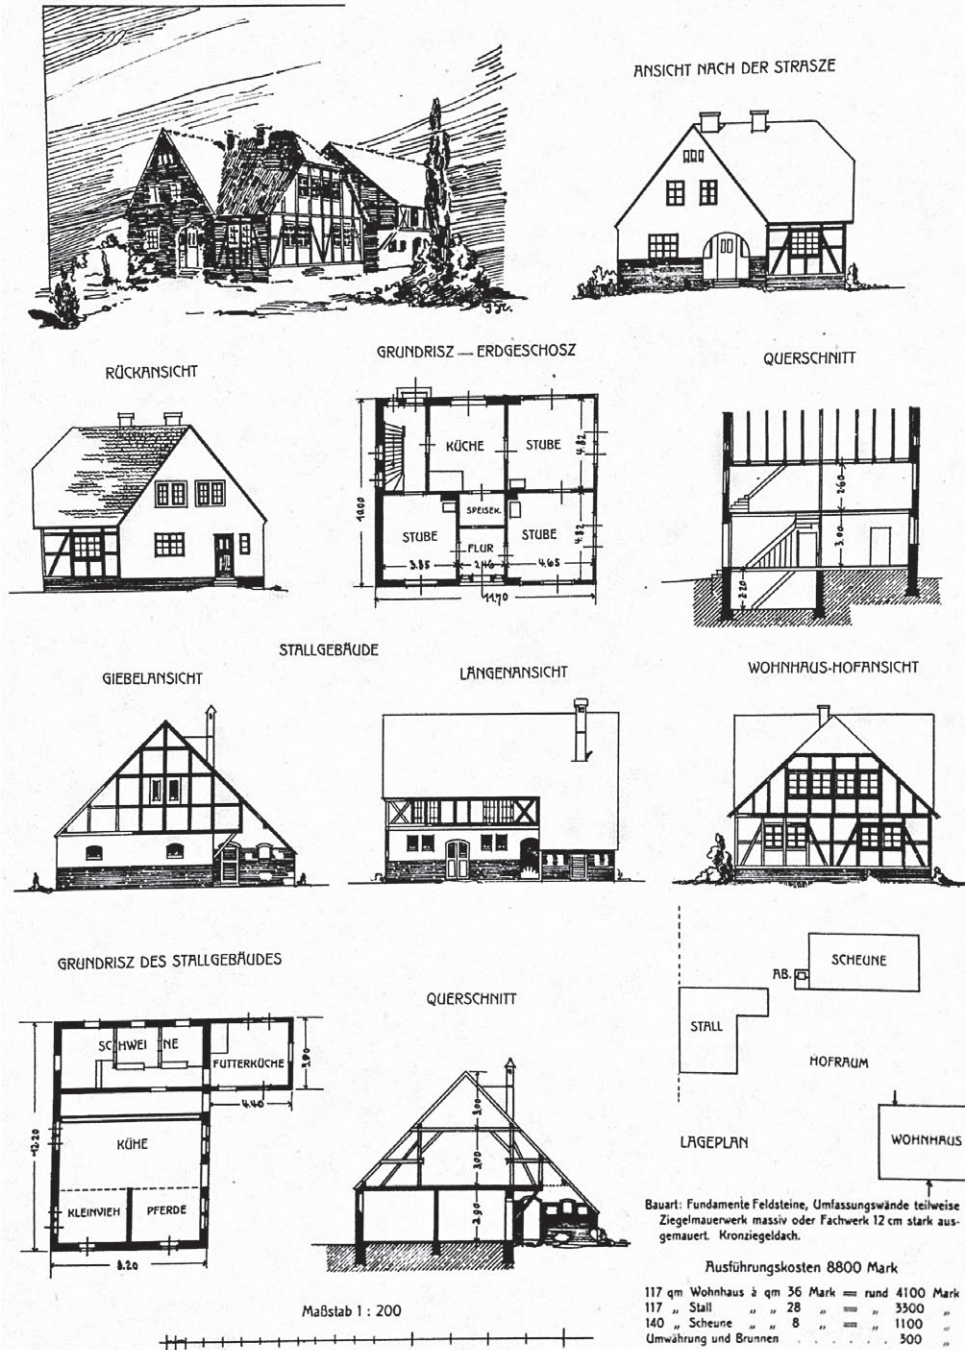 ANSICHT NACH DER STRASZE
RÜCKANSICHT
GRUNDRISZ — ERDGESCHOSZ
QUERSCHNITT
KÜCHE
STUBE
4.82
10.00
SPEISEK.
STUBE
FLUR
STUBE
4.82
3.85
2.46
4.65
11.70
2.60
3.00
2.20
STALLGEBÄUDE
GIEBELANSICHT
LÄNGENANSICHT
WOHNHAUS-HOFANSICHT
GRUNDRISZ DES STALLGEBÄUDES
SCHWEINE
FUTTERKÜCHE
3.90
4.40
12.20
KÜHE
KLEINVIEH
PFERDE
8.20
QUERSCHNITT
3.00
3.00
2.90
AB.
SCHEUNE
STALL
HOFRAUM
LAGEPLAN
WOHNHAUS
Bauart: Fundamente Feldsteine, Umfassungswände teilweise
Ziegelmauerwerk massiv oder Fachwerk 12 cm stark aus-
gemauert. Kronziegeldach.
Ausführungskosten 8800 Mark
117 qm Wohnhaus à qm 36 Mark = rund 4100 Mark
117 „ Stall „ „ 28 „ = „ 3300 „
140 „ Scheune „ „ 8 „ = „ 1100 „
Umwährung und Brunnen . . . . . . 300 „
Maßstab 1 : 200